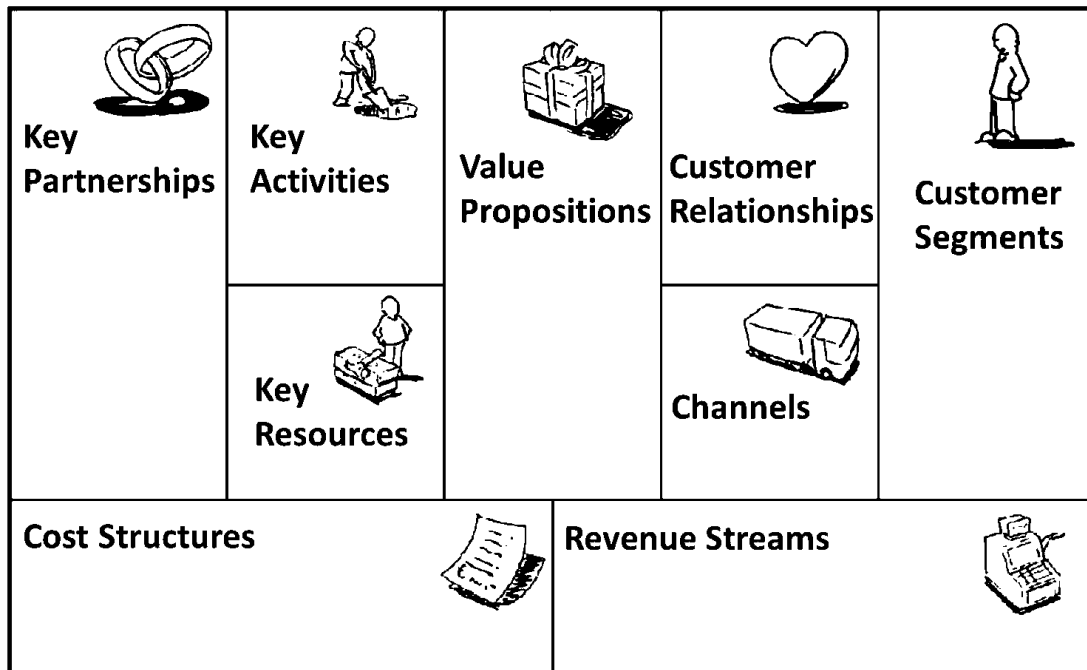 Key
Partnerships
Key
Activities
Key
Resources
Value
Propositions
Customer
Relationships
Channels
Customer
Segments
Cost Structures
Revenue Streams